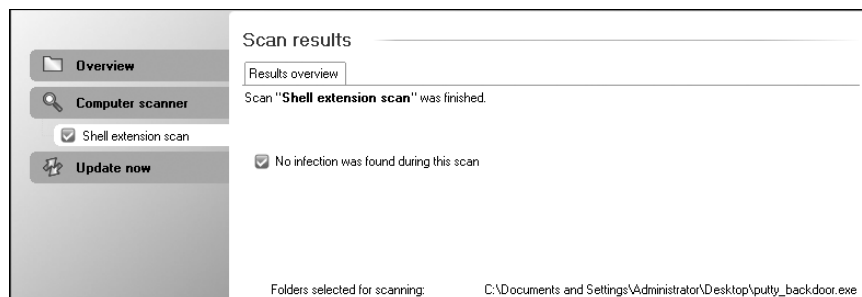 Overview
Computer scanner
Shell extension scan
Update now
Scan results
Results overview
Scan "Shell extension scan" was finished.
No infection was found during this scan
Folders selected for scanning: C:\Documents and Settings\Administrator\Desktop\putty_backdoor.exe